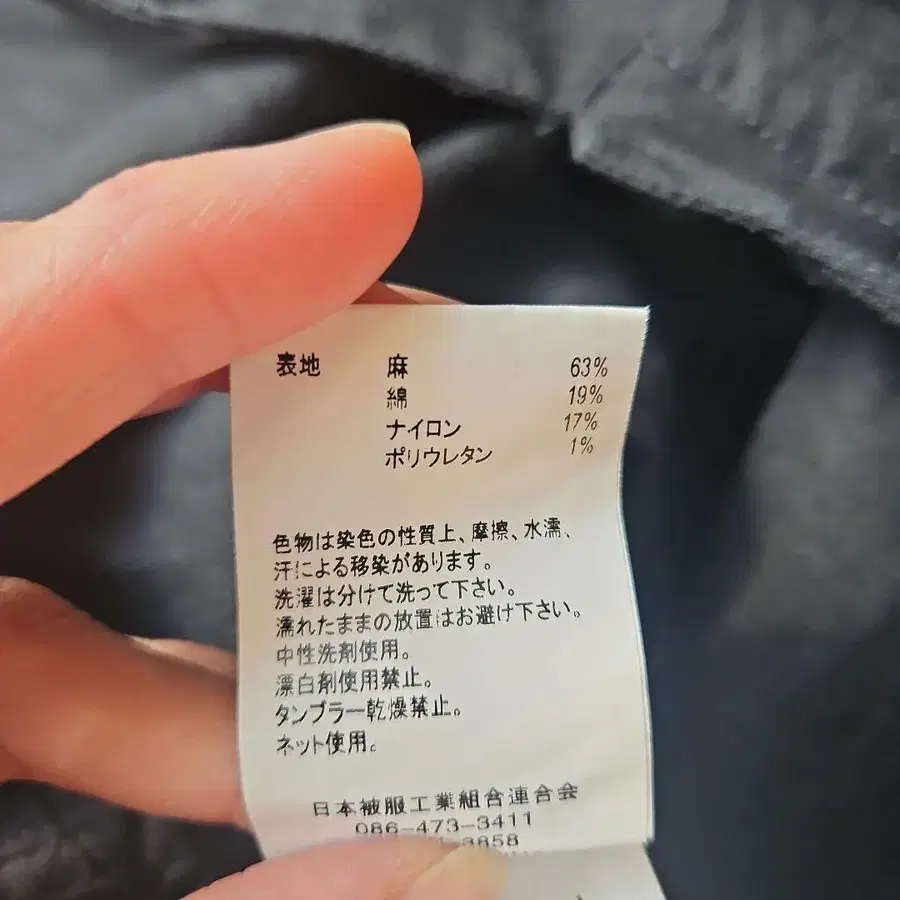 表地 麻 63%
綿 19%
ナイロン 17%
ポリウレタン 1%
色物は染色の性質上、摩擦、水濡、
汗による移染があります。
洗濯は分けて洗って下さい。
濡れたままの放置はお避け下さい。
中性洗剤使用。
漂白剤使用禁止。
タンブラー乾燥禁止。
ネット使用。
日本被服工業組合連合会
086-473-3411
3858